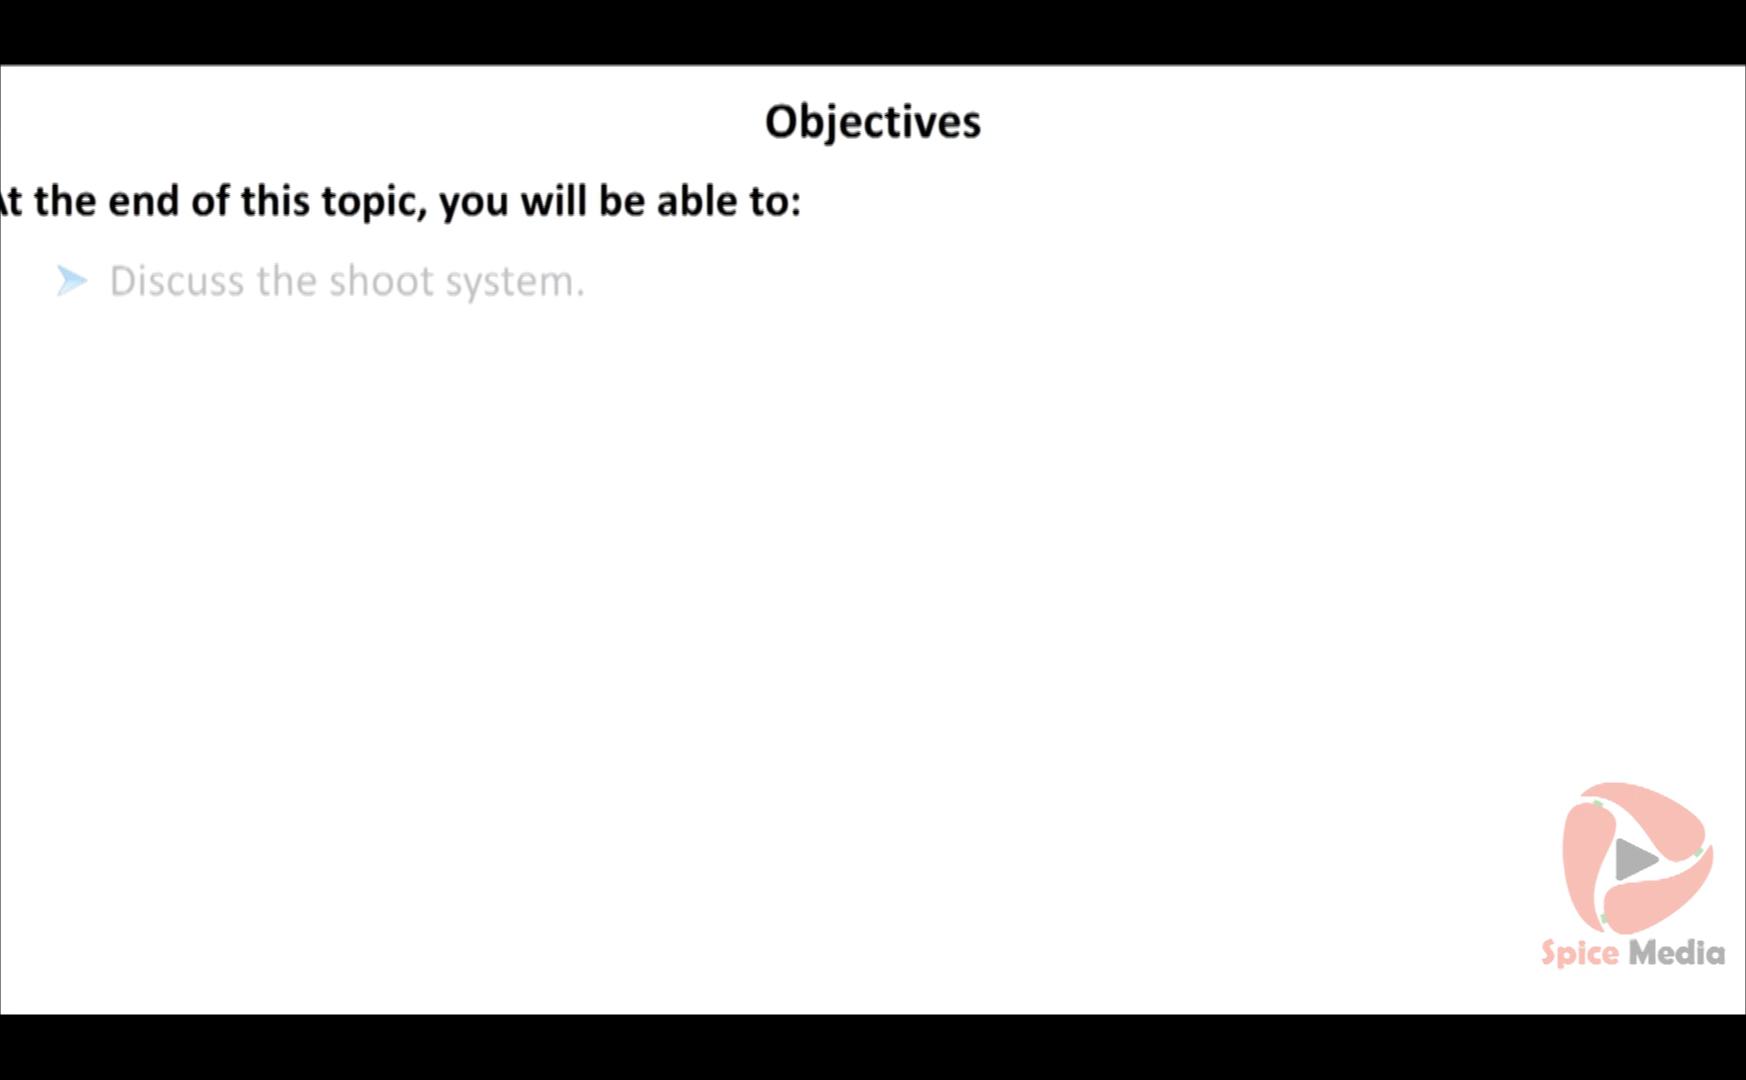 Objectives
At the end of this topic, you will be able to:
Discuss the shoot system.
Spice Media